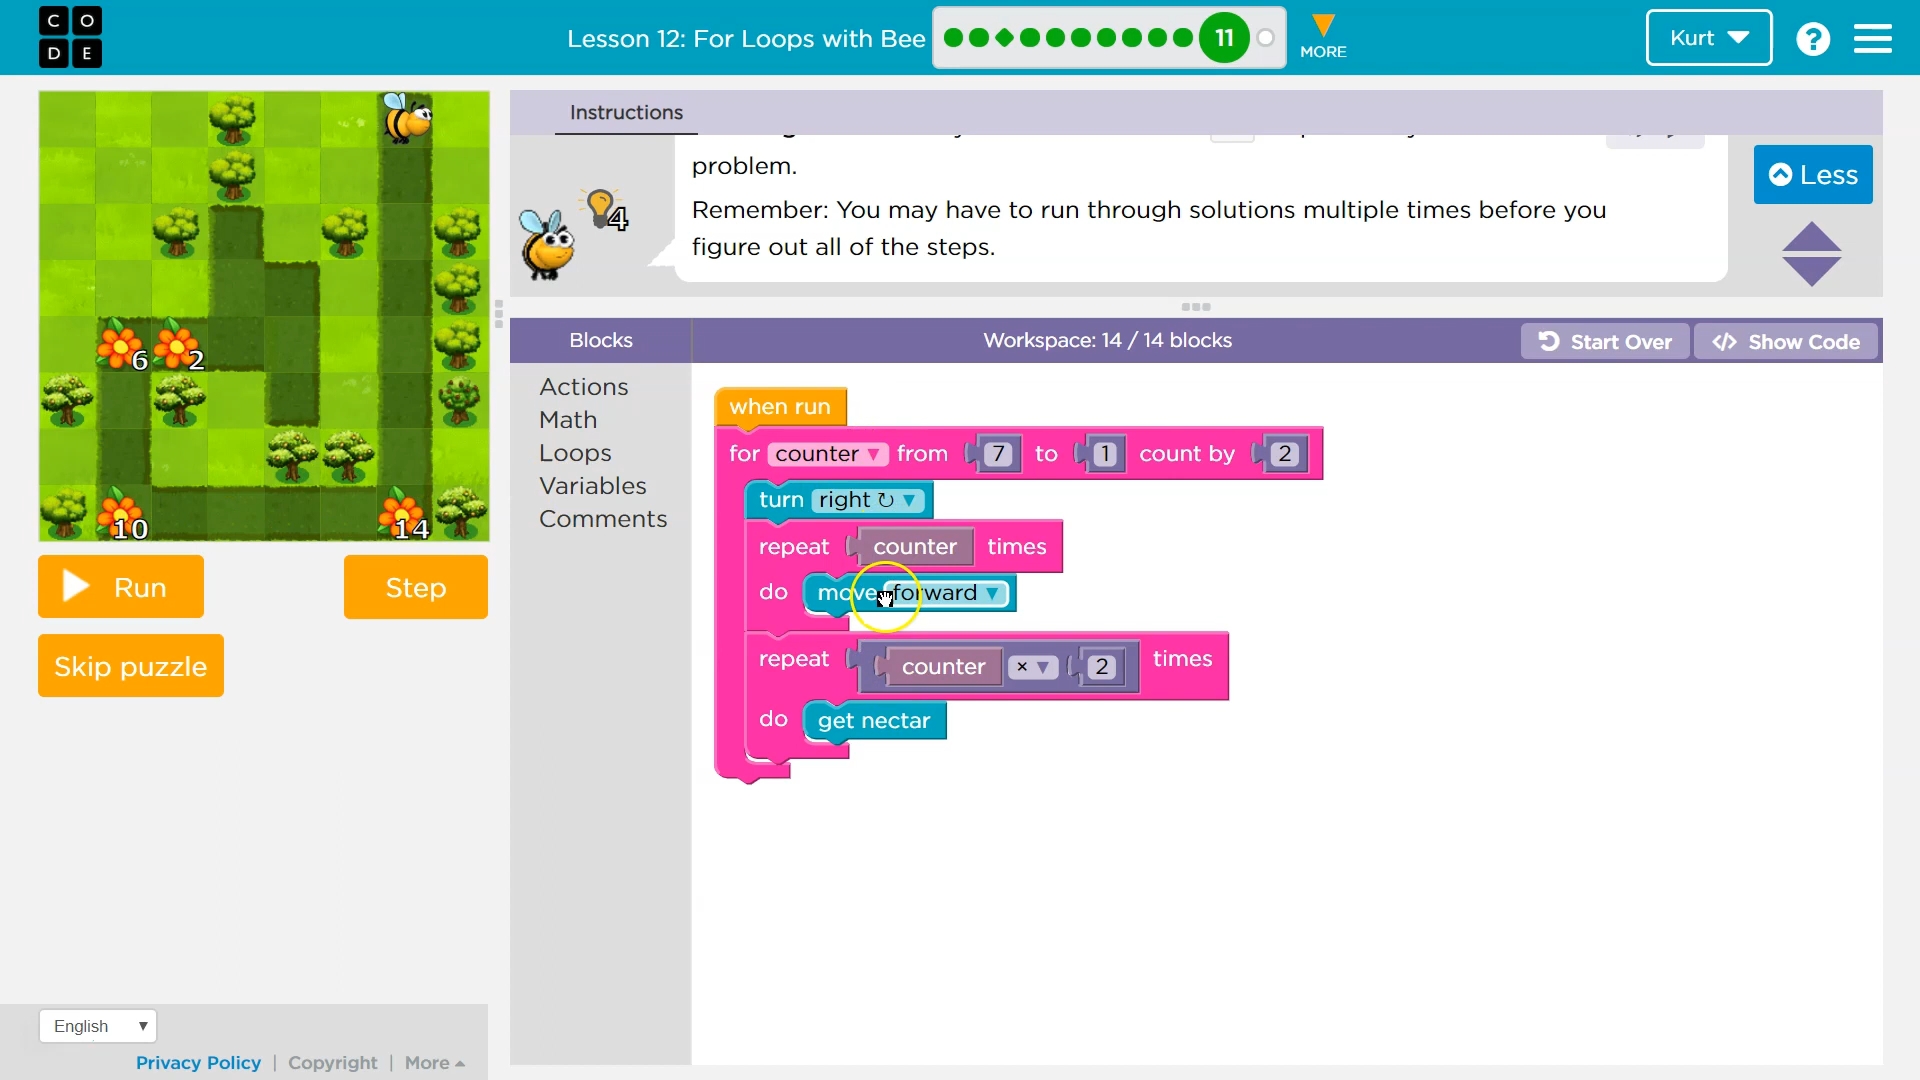 C O
D E
Lesson 12: For Loops with Bee
11
MORE
Kurt
?
Instructions
problem.
Remember: You may have to run through solutions multiple times before you
figure out all of the steps.
4
Less
6
2
10
14
Run
Step
Skip puzzle
Blocks
Workspace: 14 / 14 blocks
Start Over
</> Show Code
Actions
Math
Loops
Variables
Comments
when run
for counter ▼ from 7 to 1 count by 2
turn right ↻ ▼
repeat counter times
do move forward ▼
repeat counter × ▼ 2 times
do get nectar
English ▼
Privacy Policy | Copyright | More